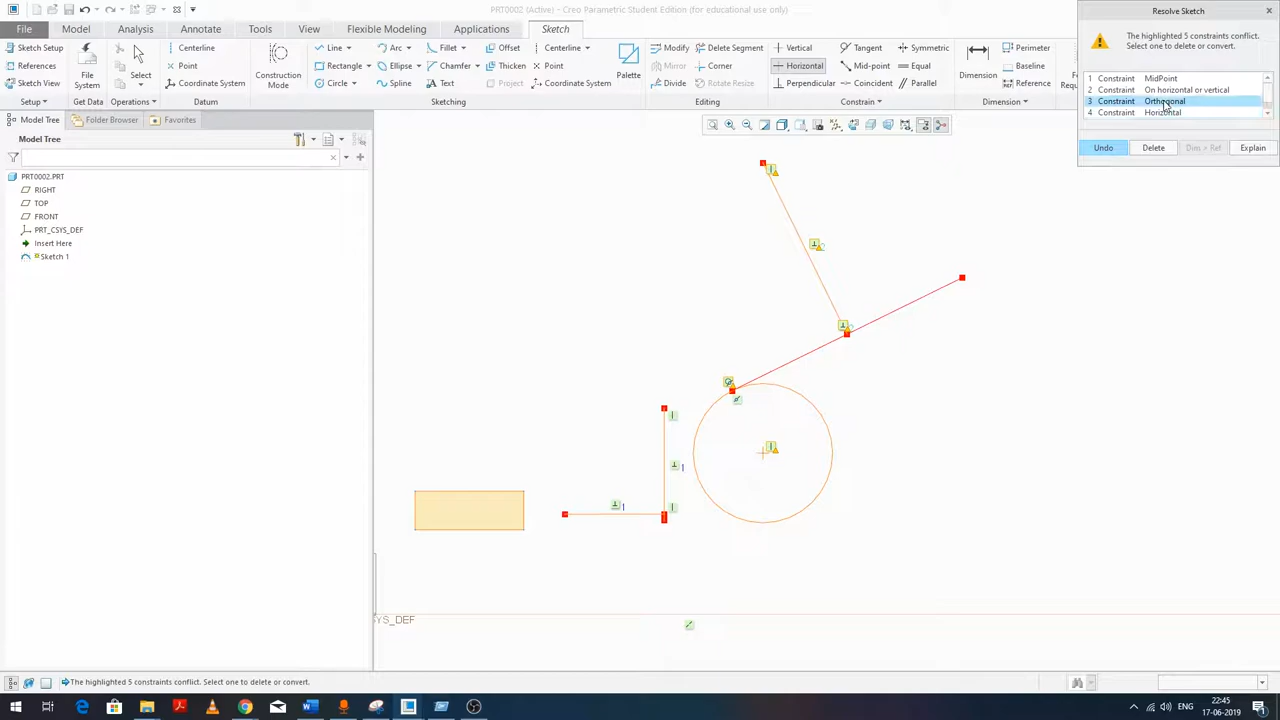 PRT0002 (Active) - Creo Parametric Student Edition (for educational use only)
File Model Analysis Annotate Tools View Flexible Modeling Applications Sketch
Sketch Setup
References
Sketch View
Setup
File System
Get Data
Select
Operations
Centerline
Point
Coordinate System
Datum
Construction Mode
Line Arc Fillet Offset Centerline
Rectangle Ellipse Chamfer Thicken Point
Circle Spline Text Project Coordinate System
Sketching
Palette
Modify Delete Segment
Mirror Corner
Divide Rotate Resize
Editing
Vertical Tangent Symmetric
Horizontal Mid-point Equal
Perpendicular Coincident Parallel
Constrain
Dimension
Perimeter
Baseline
Reference
Dimension
Resolve Sketch
The highlighted 5 constraints conflict.
Select one to delete or convert.
1 Constraint MidPoint
2 Constraint On horizontal or vertical
3 Constraint Orthogonal
4 Constraint Horizontal
Undo Delete Dim > Ref Explain
Model Tree Folder Browser Favorites
Model Tree
PRT0002.PRT
RIGHT
TOP
FRONT
PRT_CSYS_DEF
Insert Here
Sketch 1
CYS_DEF
The highlighted 5 constraints conflict. Select one to delete or convert.
ENG
22:45
17-06-2019